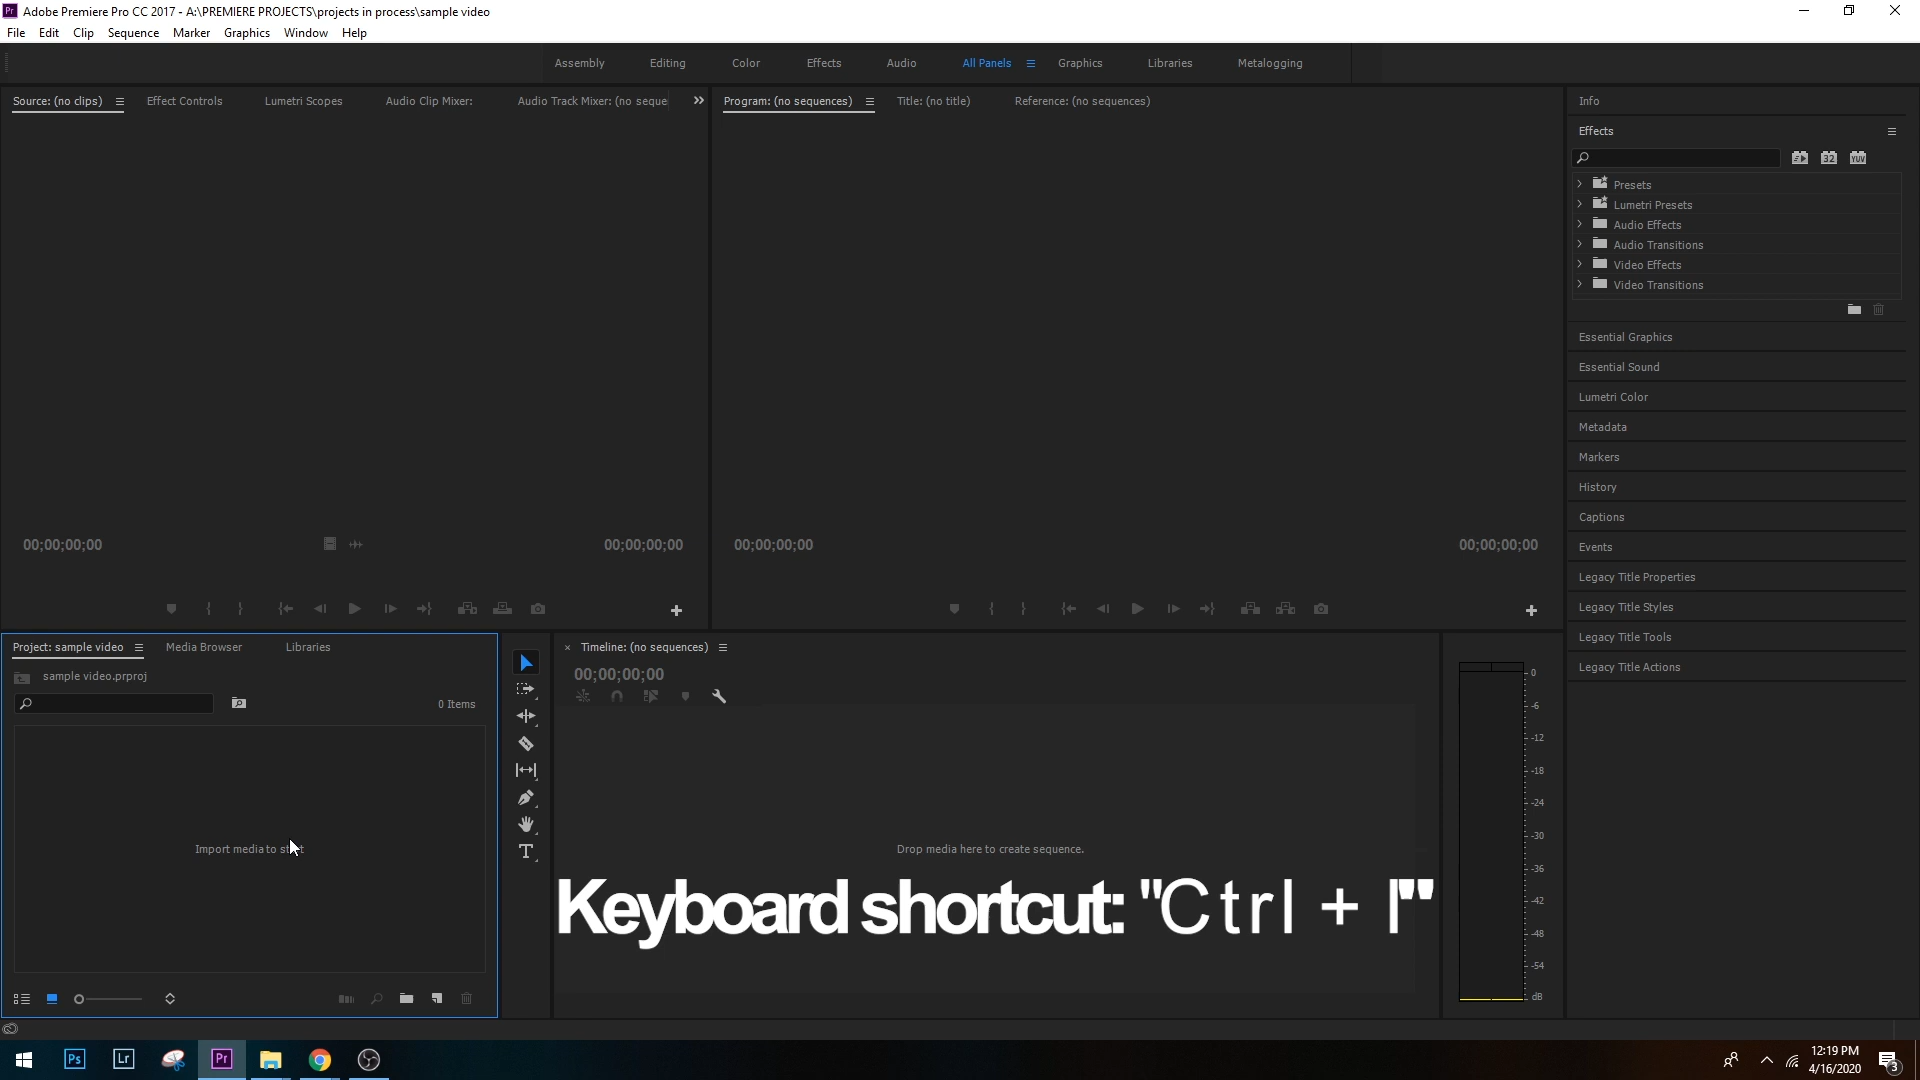 Pr Adobe Premiere Pro CC 2017 - A:\PREMIERE PROJECTS\projects in process\sample video
File Edit Clip Sequence Marker Graphics Window Help
Assembly Editing Color Effects Audio All Panels Graphics Libraries Metalogging
Source: (no clips) Effect Controls Lumetri Scopes Audio Clip Mixer: Audio Track Mixer: (no seque
Program: (no sequences) Title: (no title) Reference: (no sequences)
Info
Effects
32 YUV
Presets
Lumetri Presets
Audio Effects
Audio Transitions
Video Effects
Video Transitions
Essential Graphics
Essential Sound
Lumetri Color
Metadata
Markers
History
Captions
Events
Legacy Title Properties
Legacy Title Styles
Legacy Title Tools
Legacy Title Actions
00;00;00;00 00;00;00;00
00;00;00;00 00;00;00;00
Project: sample video Media Browser Libraries
sample video.prproj
0 Items
Import media to
Timeline: (no sequences)
00;00;00;00
Drop media here to create sequence.
Keyboard shortcut: "Ctrl + I"
0
-6
-12
-18
-24
-30
-36
-42
-48
-54
dB
Ps Lr Pr
12:19 PM
4/16/2020
3